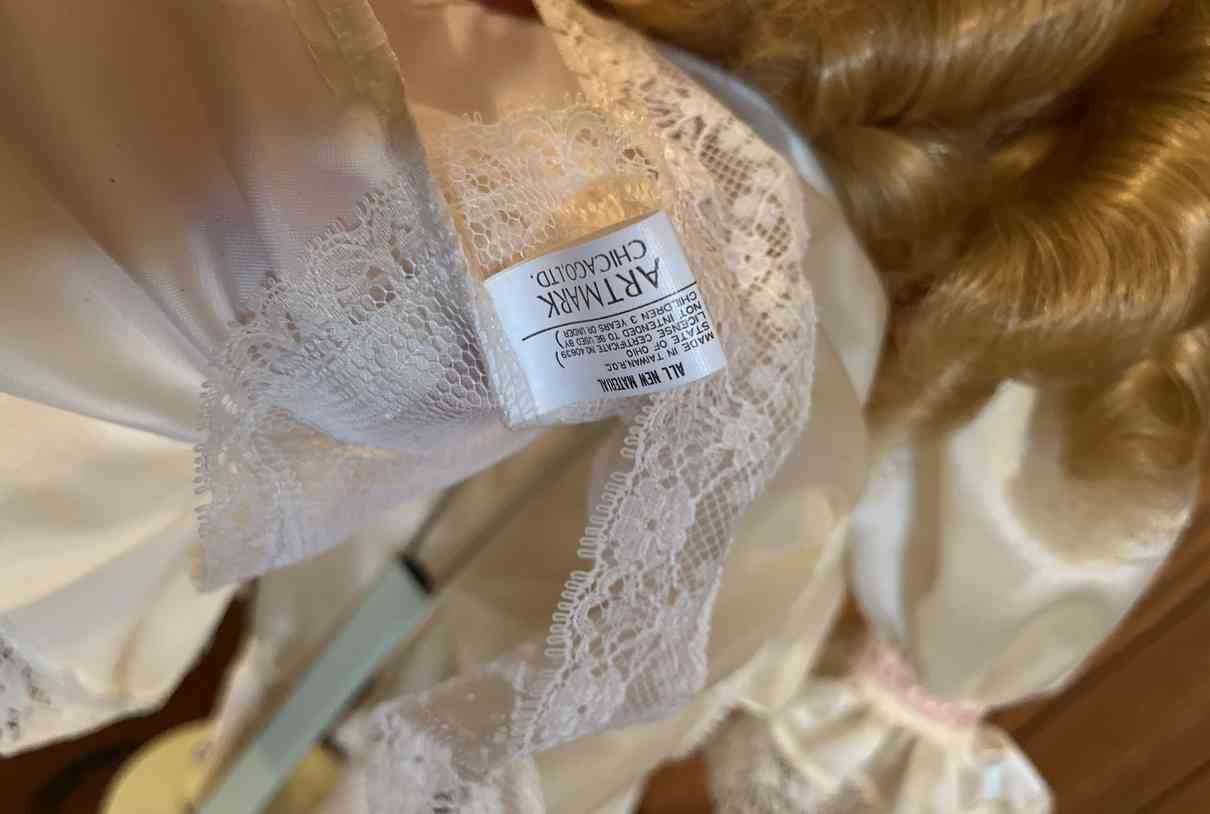 ALL NEW MATERIAL
MADE IN TAIWAN,R.O.C.
STATE OF OHIO
LICENSE CERTIFICATE NO 40639
(NOT INTENDED TO BE USED BY
CHILDREN 3 YEARS OR UNDER)
ARTMARK
CHICAGO LTD.